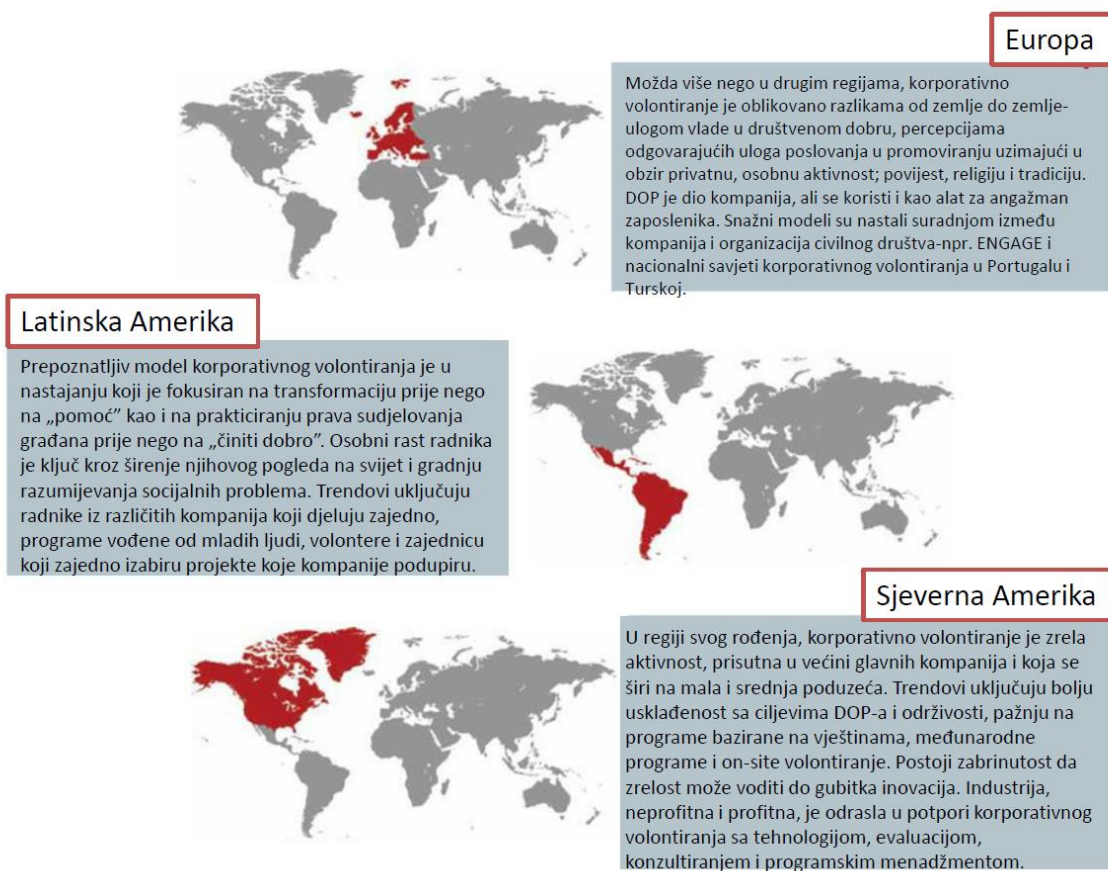 Europa
Možda više nego u drugim regijama, korporativno
volontiranje je oblikovano razlikama od zemlje do zemlje-
ulogom vlade u društvenom dobru, percepcijama
odgovarajućih uloga poslovanja u promoviranju uzimajući u
obzir privatnu, osobnu aktivnost; povijest, religiju i tradiciju.
DOP je dio kompanija, ali se koristi i kao alat za angažman
zaposlenika. Snažni modeli su nastali suradnjom između
kompanija i organizacija civilnog društva-npr. ENGAGE i
nacionalni savjeti korporativnog volontiranja u Portugalu i
Turskoj.
Latinska Amerika
Prepoznatljiv model korporativnog volontiranja je u
nastajanju koji je fokusiran na transformaciju prije nego
na „pomoć” kao i na prakticiranju prava sudjelovanja
građana prije nego na „činiti dobro”. Osobni rast radnika
je ključ kroz širenje njihovog pogleda na svijet i gradnju
razumijevanja socijalnih problema. Trendovi uključuju
radnike iz različitih kompanija koji djeluju zajedno,
programe vođene od mladih ljudi, volontere i zajednicu
koji zajedno izabiru projekte koje kompanije podupiru.
Sjeverna Amerika
U regiji svog rođenja, korporativno volontiranje je zrela
aktivnost, prisutna u većini glavnih kompanija i koja se
širi na mala i srednja poduzeća. Trendovi uključuju bolju
usklađenost sa ciljevima DOP-a i održivosti, pažnju na
programe bazirane na vještinama, međunarodne
programe i on-site volontiranje. Postoji zabrinutost da
zrelost može voditi do gubitka inovacija. Industrija,
neprofitna i profitna, je odrasla u potpori korporativnog
volontiranja sa tehnologijom, evaluacijom,
konzultiranjem i programskim menadžmentom.